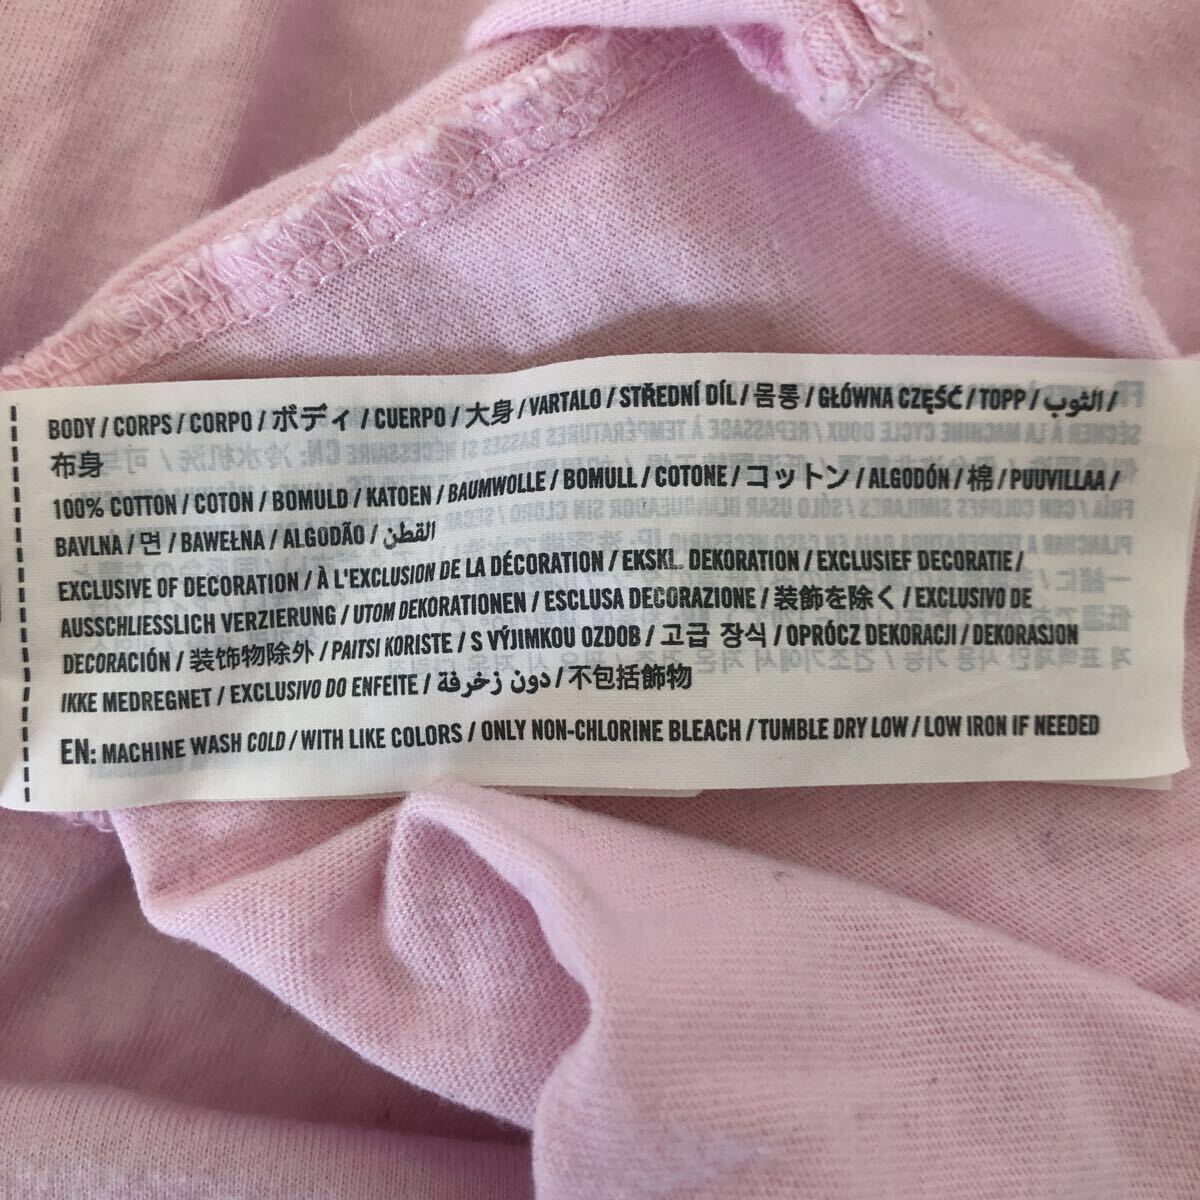 BODY / CORPS / CORPO / ボディ / CUERPO / 大身 / VARTALO / STŘEDNÍ DÍL / 몸통 / GŁÓWNA CZĘŚĆ / TOPP / الثوب /
布身
100% COTTON / COTON / BOMULD / KATOEN / BAUMWOLLE / BOMULL / COTONE / コットン / ALGODÓN / 棉 / PUUVILLAA /
BAVLNA / 면 / BAWEŁNA / ALGODÃO / القطن
EXCLUSIVE OF DECORATION / À L'EXCLUSION DE LA DÉCORATION / EKSKL. DEKORATION / EXCLUSIEF DECORATIE /
AUSSCHLIESSLICH VERZIERUNG / UTOM DEKORATIONEN / ESCLUSA DECORAZIONE / 装飾を除く / EXCLUSIVO DE
DECORACIÓN / 装饰物除外 / PAITSI KORISTE / S VÝJIMKOU OZDOB / 고급 장식 / OPRÓCZ DEKORACJI / DEKORASJON
IKKE MEDREGNET / EXCLUSIVO DO ENFEITE / دون زخرفة / 不包括飾物
EN: MACHINE WASH COLD / WITH LIKE COLORS / ONLY NON-CHLORINE BLEACH / TUMBLE DRY LOW / LOW IRON IF NEEDED